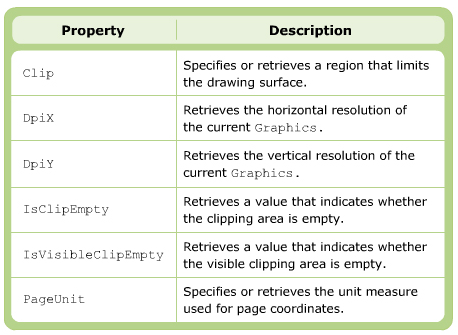 Property Description
Clip Specifies or retrieves a region that limits
the drawing surface.
DpiX Retrieves the horizontal resolution of
the current Graphics.
DpiY Retrieves the vertical resolution of the
current Graphics.
IsClipEmpty Retrieves a value that indicates whether
the clipping area is empty.
IsVisibleClipEmpty Retrieves a value that indicates whether
the visible clipping area is empty.
PageUnit Specifies or retrieves the unit measure
used for page coordinates.